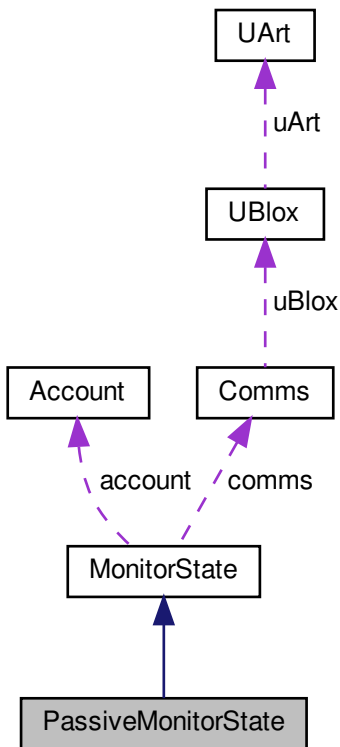 UArt
uArt
UBlox
uBlox
Account
Comms
account
comms
MonitorState
PassiveMonitorState